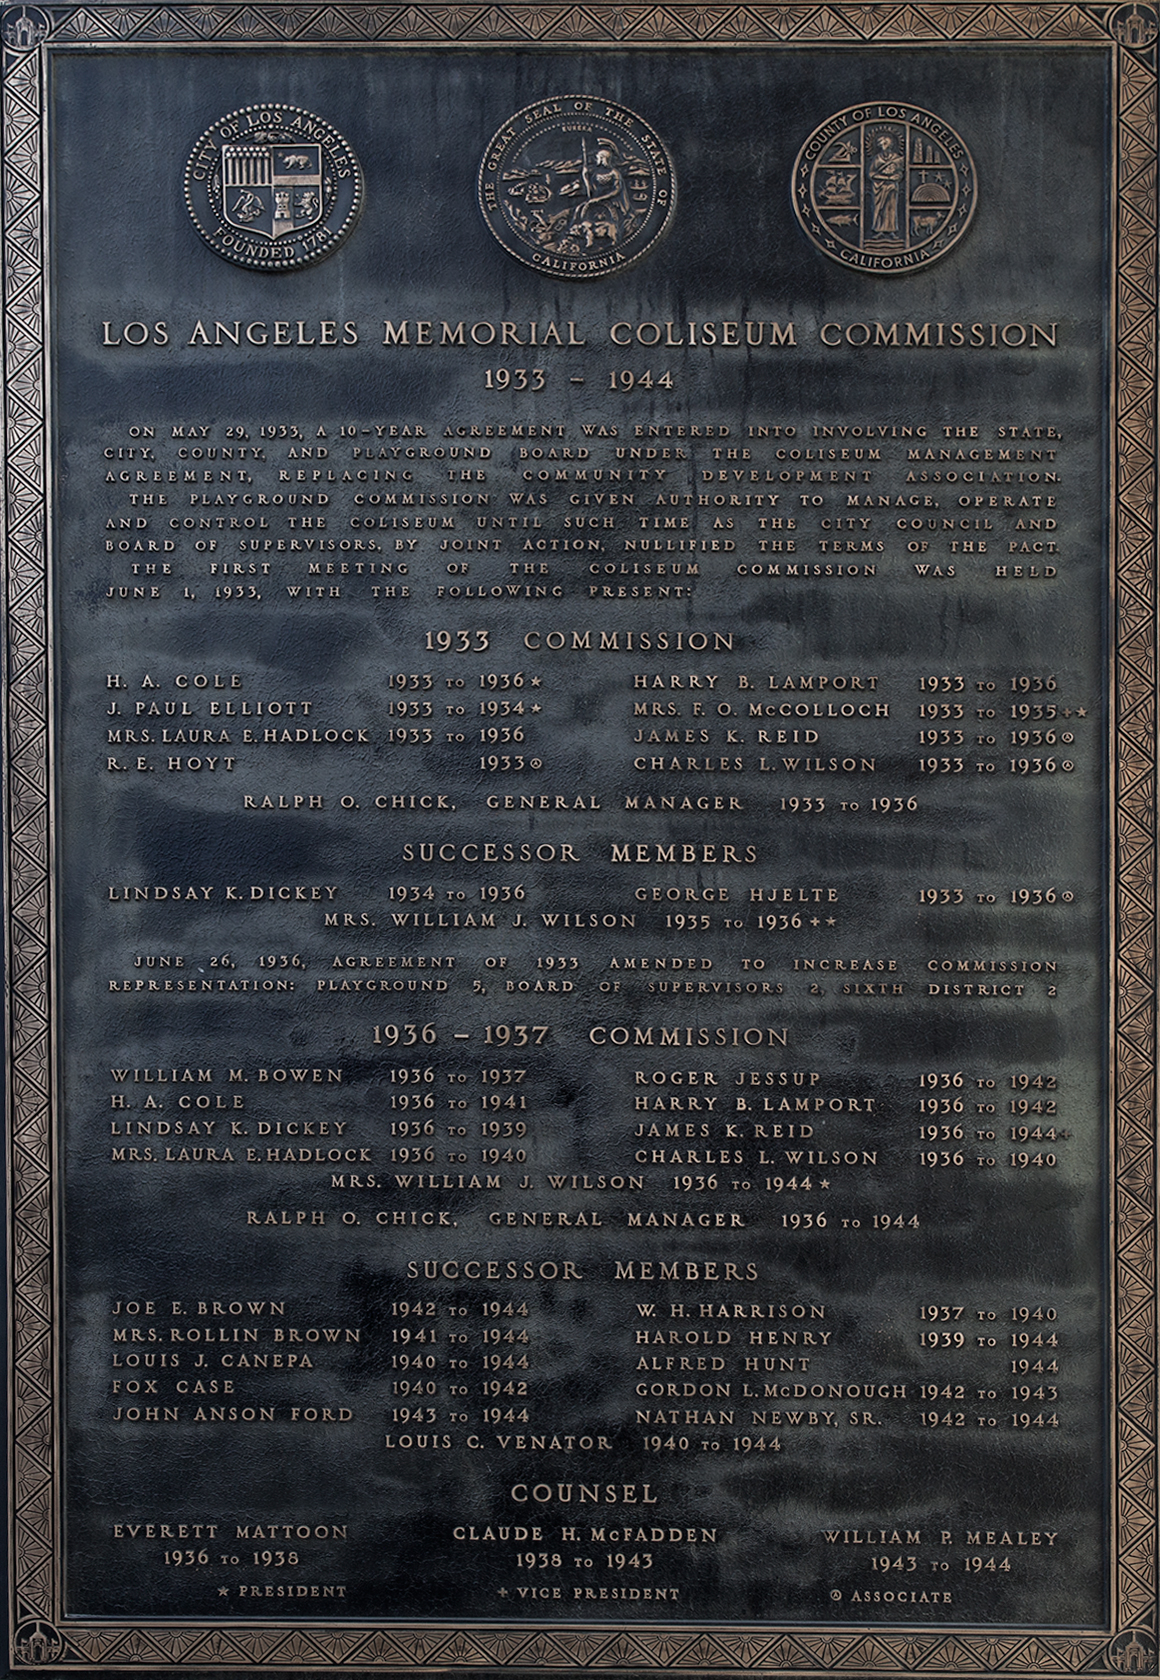 CITY OF LOS ANGELES
FOUNDED 1781
THE GREAT SEAL OF THE STATE OF
EUREKA
CALIFORNIA
COUNTY OF LOS ANGELES
CALIFORNIA
LOS ANGELES MEMORIAL COLISEUM COMMISSION
1933 – 1944
ON MAY 29, 1933, A 10-YEAR AGREEMENT WAS ENTERED INTO INVOLVING THE STATE,
CITY, COUNTY, AND PLAYGROUND BOARD UNDER THE COLISEUM MANAGEMENT
AGREEMENT, REPLACING THE COMMUNITY DEVELOPMENT ASSOCIATION.
THE PLAYGROUND COMMISSION WAS GIVEN AUTHORITY TO MANAGE, OPERATE
AND CONTROL THE COLISEUM UNTIL SUCH TIME AS THE CITY COUNCIL AND
BOARD OF SUPERVISORS, BY JOINT ACTION, NULLIFIED THE TERMS OF THE PACT.
THE FIRST MEETING OF THE COLISEUM COMMISSION WAS HELD
JUNE 1, 1933, WITH THE FOLLOWING PRESENT:
1933 COMMISSION
H. A. COLE 1933 TO 1936 ★ HARRY B. LAMPORT 1933 TO 1936
J. PAUL ELLIOTT 1933 TO 1934 ★ MRS. F. O. McCOLLOCH 1933 TO 1935 + ★
MRS. LAURA E. HADLOCK 1933 TO 1936 JAMES K. REID 1933 TO 1936 Ⓐ
R. E. HOYT 1933 Ⓐ CHARLES L. WILSON 1933 TO 1936 Ⓐ
RALPH O. CHICK, GENERAL MANAGER 1933 TO 1936
SUCCESSOR MEMBERS
LINDSAY K. DICKEY 1934 TO 1936 GEORGE HJELTE 1933 TO 1936 Ⓐ
MRS. WILLIAM J. WILSON 1935 TO 1936 + ★
JUNE 26, 1936, AGREEMENT OF 1933 AMENDED TO INCREASE COMMISSION
REPRESENTATION: PLAYGROUND 5, BOARD OF SUPERVISORS 2, SIXTH DISTRICT 2
1936 – 1937 COMMISSION
WILLIAM M. BOWEN 1936 TO 1937 ROGER JESSUP 1936 TO 1942
H. A. COLE 1936 TO 1941 HARRY B. LAMPORT 1936 TO 1942
LINDSAY K. DICKEY 1936 TO 1939 JAMES K. REID 1936 TO 1944 +
MRS. LAURA E. HADLOCK 1936 TO 1940 CHARLES L. WILSON 1936 TO 1940
MRS. WILLIAM J. WILSON 1936 TO 1944 ★
RALPH O. CHICK, GENERAL MANAGER 1936 TO 1944
SUCCESSOR MEMBERS
JOE E. BROWN 1942 TO 1944 W. H. HARRISON 1937 TO 1940
MRS. ROLLIN BROWN 1941 TO 1944 HAROLD HENRY 1939 TO 1944
LOUIS J. CANEPA 1940 TO 1944 ALFRED HUNT 1944
FOX CASE 1940 TO 1942 GORDON L. McDONOUGH 1942 TO 1943
JOHN ANSON FORD 1943 TO 1944 NATHAN NEWBY, SR. 1942 TO 1944
LOUIS C. VENATOR 1940 TO 1944
COUNSEL
EVERETT MATTOON CLAUDE H. McFADDEN WILLIAM P. MEALEY
1936 TO 1938 1938 TO 1943 1943 TO 1944
★ PRESIDENT + VICE PRESIDENT Ⓐ ASSOCIATE